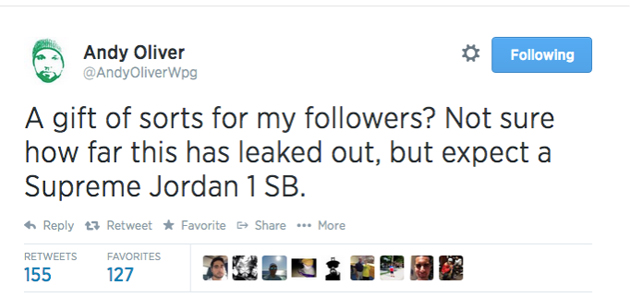 Andy Oliver
@AndyOliverWpg
Following
A gift of sorts for my followers? Not sure
how far this has leaked out, but expect a
Supreme Jordan 1 SB.
Reply Retweet Favorite Share More
RETWEETS FAVORITES
155 127